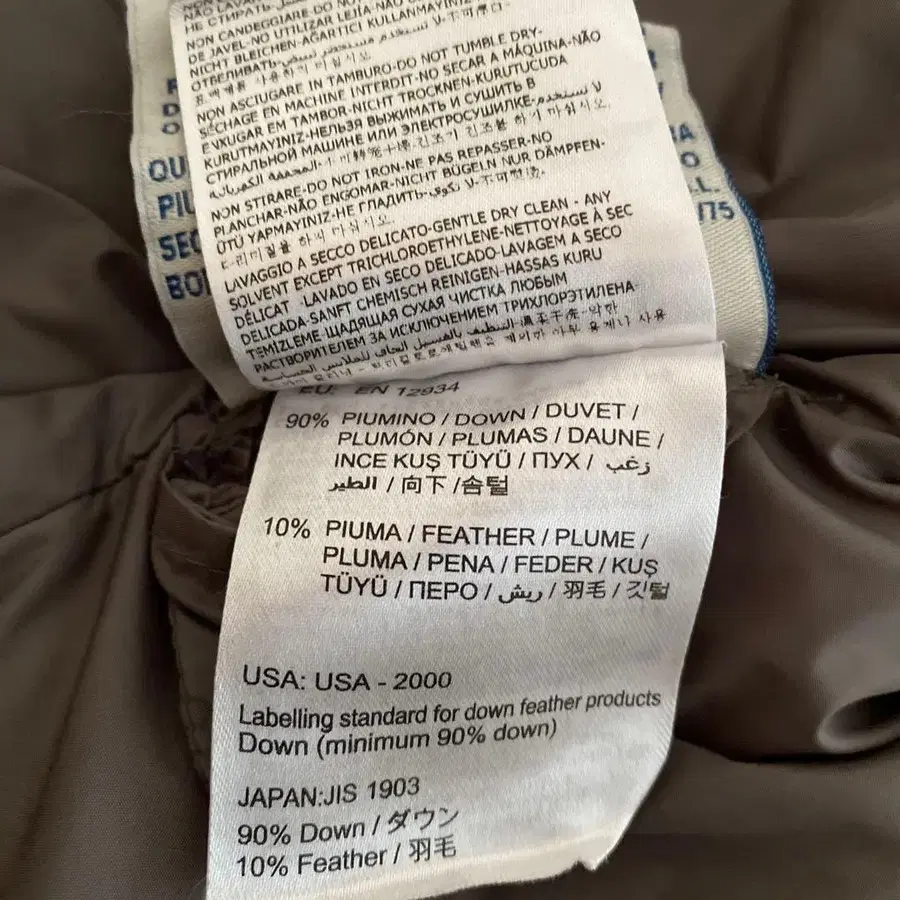 НЕ СТИРАТЬ-
NON CANDEGGIARE-DO NOT
DE JAVEL-NO UTILIZAR LEJÍA-NÃO
NICHT BLEICHEN-AĞARTICI KULLANMAYINIZ-
ОТБЕЛИВАТЬ-
NON ASCIUGARE IN TAMBURO-DO NOT TUMBLE DRY-
SÉCHAGE EN MACHINE INTERDIT-NO SECAR A MÁQUINA-NÃO
ENXUGAR EM TAMBOR-NICHT TROCKNEN-KURUTUCUDA
KURUTMAYINIZ-НЕЛЬЗЯ ВЫЖИМАТЬ И СУШИТЬ В
СТИРАЛЬНОЙ МАШИНЕ ИЛИ ЭЛЕКТРОСУШИЛКЕ-
NON STIRARE-DO NOT IRON-NE PAS REPASSER-NO
PLANCHAR-NÃO ENGOMAR-NICHT BÜGELN NUR DÄMPFEN-
ÜTÜ YAPMAYINIZ-НЕ ГЛАДИТЬ-
LAVAGGIO A SECCO DELICATO-GENTLE DRY CLEAN - ANY
SOLVENT EXCEPT TRICHLOROETHYLENE-NETTOYAGE À SEC
DÉLICAT -LAVADO EN SECO DELICADO-LAVAGEM A SECO
DELICADA-SANFT CHEMISCH REINIGEN-HASSAS KURU
TEMİZLEME-ЩАДЯЩАЯ СУХАЯ ЧИСТКА ЛЮБЫМ
РАСТВОРИТЕЛЕМ ЗА ИСКЛЮЧЕНИЕМ ТРИХЛОРЭТИЛЕНА-
QU
PIU
SEC
BO
L.
/175
EU: EN 12934
90% PIUMINO / DOWN / DUVET /
PLUMÓN / PLUMAS / DAUNE /
INCE KUŞ TÜYÜ / ПУХ / زغب
الطير / 向下 /솜털
10% PIUMA / FEATHER / PLUME /
PLUMA / PENA / FEDER / KUŞ
TÜYÜ / ПЕРО / ريش / 羽毛 / 깃털
USA: USA - 2000
Labelling standard for down feather products
Down (minimum 90% down)
JAPAN:JIS 1903
90% Down / ダウン
10% Feather / 羽毛